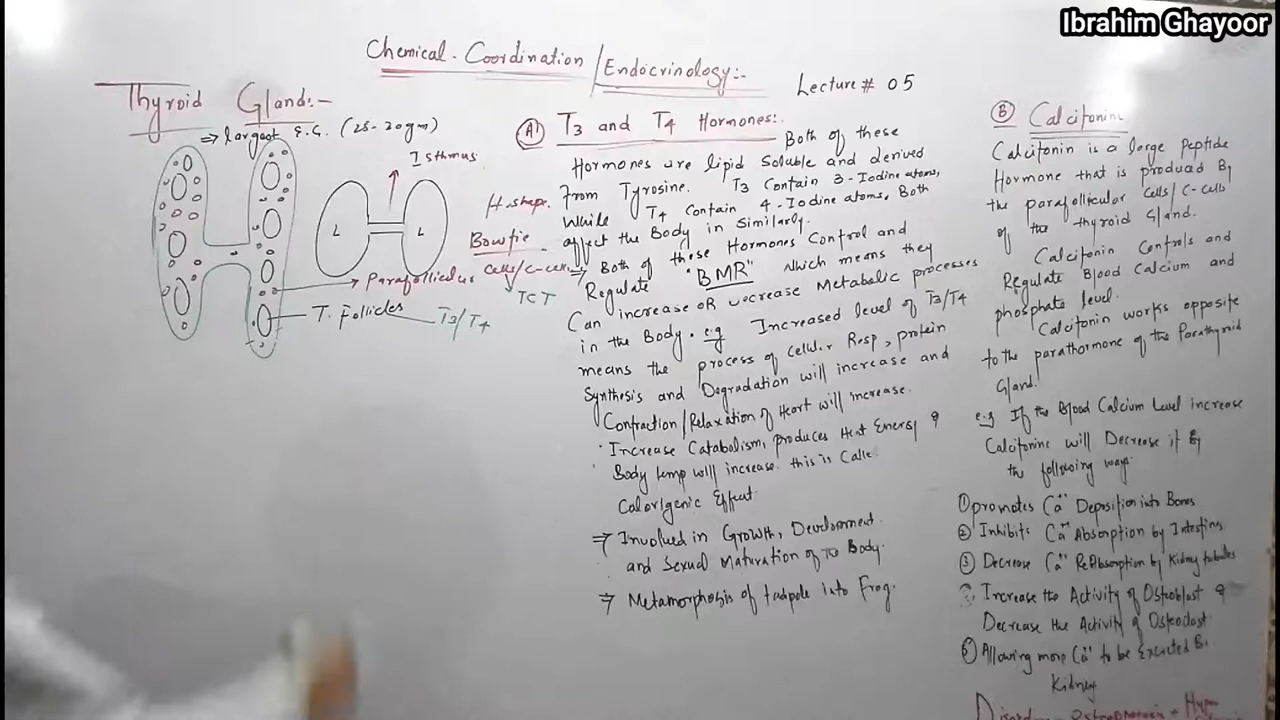 Ibrahim Ghayoor
Chemical. Coordination / Endocrinology:-
Lecture # 05
Thyroid Gland:-
=> largest E.G. (25-20gm)
Isthmus
H-shape.
Bowtie
L L
Parafollicular Cells/C-cells
TCT
T. follicles T3/T4
(A) T3 and T4 Hormones:.
Both of these
Hormones are lipid Soluble and derived
From Tyrosine. T3 Contain 3-Iodine atoms,
While T4 Contain 4-Iodine atoms, Both
affect the Body in Similarly.
=> Both of these Hormones Control and
Regulate "BMR" which means they
Can increase OR decrease Metabolic processes
in the Body. e.g Increased level of T3/T4
means the process of Cellular Resp, protein
Synthesis and Degradation will increase and
Contraction/Relaxation of Heart will increase.
. Increase Catabolism, produces Heat Energy &
. Body temp will increase. this is Calle
Calorigenic Effect.
=> Involved in Growth, Development.
and Sexual Maturation of the Body.
=> Metamorphosis of tadpole into Frog.
(B) Calcitonin
Calcitonin is a large Peptide
Hormone that is produad By
the parafollicular cells/C-cells
of the thyroid Gland.
Calcitonin Controls and
Regulate Blood Calcium and
phosphate level.
Calcitonin works opposite
to the parathormone of the Parathyroid
Gland.
e.g If the Blood Calcium Level increase
Calcitonine will Decrease it By
the following ways.
① promotes Ca++ Deposition into Bones
② Inhibits Ca++ Absorption by Intestins
③ Decrease Ca++ ReAbsorption by Kidney tubules
Increase the Activity of Osteoblast &
Decrease the Activity of Osteoclast.
⑤ Allowing more Ca++ to be Excreted By
Kidney